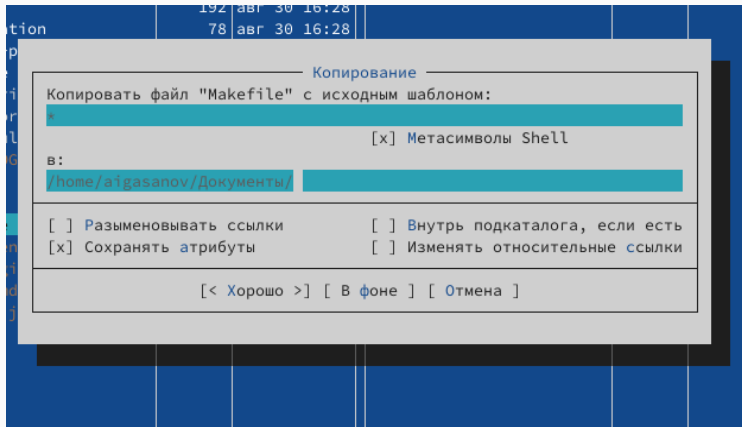 192 авг 30 16:28
ation 78 авг 30 16:28
Копирование
Копировать файл "Makefile" с исходным шаблоном:
*
[x] Метасимволы Shell
в:
/home/aigasanov/Документы/
[ ] Разыменовывать ссылки [ ] Внутрь подкаталога, если есть
[x] Сохранять атрибуты [ ] Изменять относительные ссылки
[< Хорошо >] [ В фоне ] [ Отмена ]